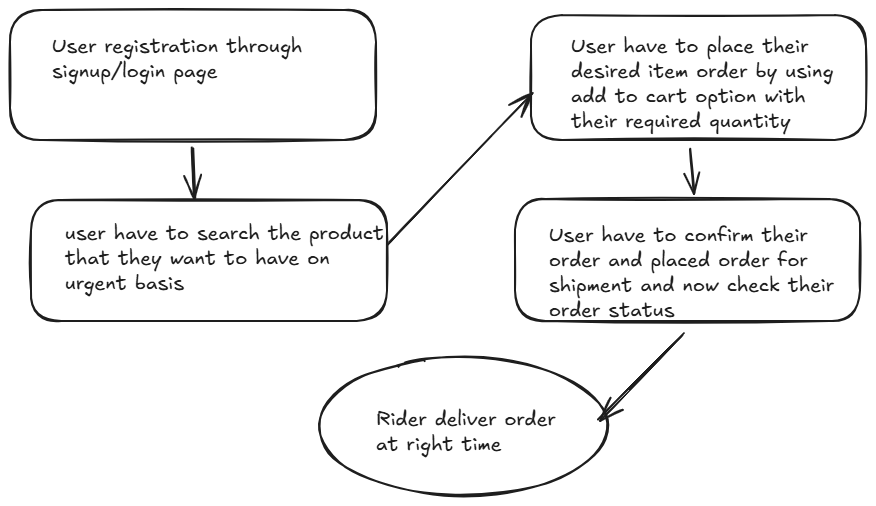 User registration through
signup/login page
user have to search the product
that they want to have on
urgent basis
User have to place their
desired item order by using
add to cart option with
their required quantity
User have to confirm their
order and placed order for
shipment and now check their
order status
Rider deliver order
at right time